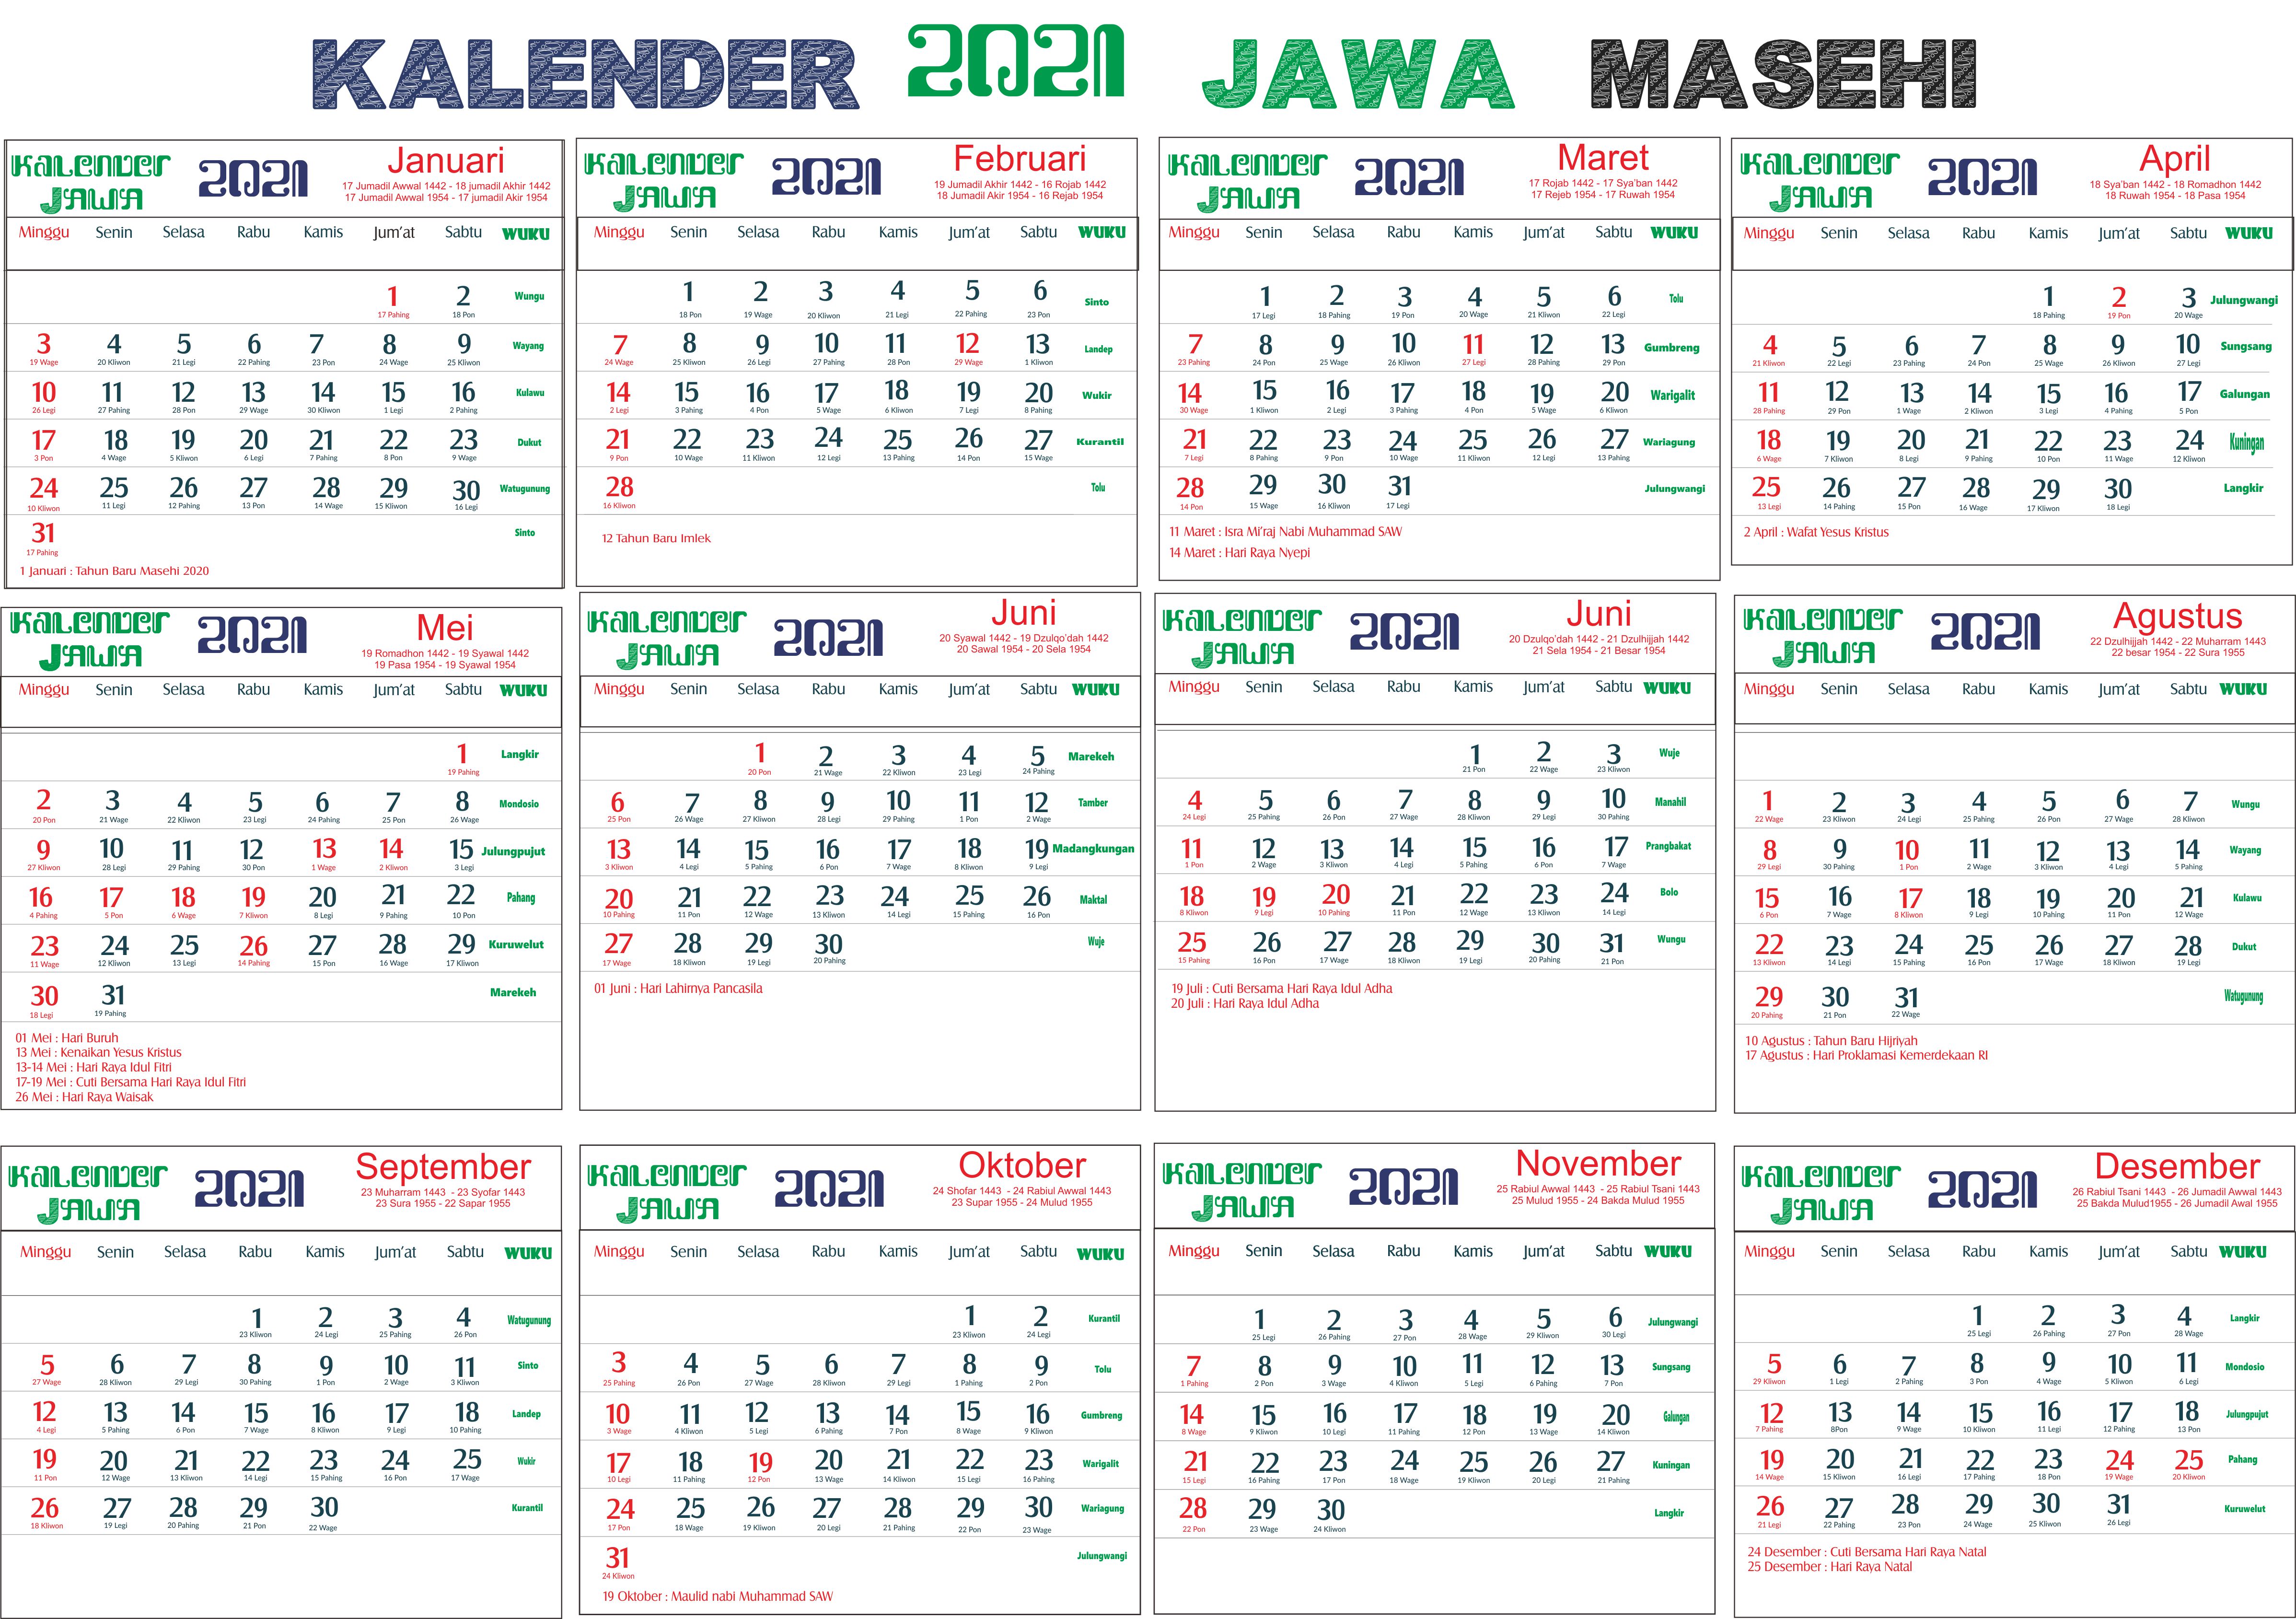 KALENDER 2021 JAWA MASEHI
KALENDER JAWA 2021 Januari
17 Jumadil Awwal 1442 - 18 jumadil Akhir 1442
17 Jumadil Awwal 1954 - 17 jumadil Akir 1954
Minggu Senin Selasa Rabu Kamis Jum'at Sabtu WUKU
1 2 Wungu
17 Pahing 18 Pon
3 4 5 6 7 8 9 Wayang
19 Wage 20 Kliwon 21 Legi 22 Pahing 23 Pon 24 Wage 25 Kliwon
10 11 12 13 14 15 16 Kulawu
26 Legi 27 Pahing 28 Pon 29 Wage 30 Kliwon 1 Legi 2 Pahing
17 18 19 20 21 22 23 Dukut
3 Pon 4 Wage 5 Kliwon 6 Legi 7 Pahing 8 Pon 9 Wage
24 25 26 27 28 29 30 Watugunung
10 Kliwon 11 Legi 12 Pahing 13 Pon 14 Wage 15 Kliwon 16 Legi
31 Sinto
17 Pahing
1 Januari : Tahun Baru Masehi 2020
KALENDER JAWA 2021 Februari
19 Jumadil Akhir 1442 - 16 Rojab 1442
18 Jumadil Akir 1954 - 16 Rejab 1954
Minggu Senin Selasa Rabu Kamis Jum'at Sabtu WUKU
1 2 3 4 5 6 Sinto
18 Pon 19 Wage 20 Kliwon 21 Legi 22 Pahing 23 Pon
7 8 9 10 11 12 13 Landep
24 Wage 25 Kliwon 26 Legi 27 Pahing 28 Pon 29 Wage 1 Kliwon
14 15 16 17 18 19 20 Wukir
2 Legi 3 Pahing 4 Pon 5 Wage 6 Kliwon 7 Legi 8 Pahing
21 22 23 24 25 26 27 Kurantil
9 Pon 10 Wage 11 Kliwon 12 Legi 13 Pahing 14 Pon 15 Wage
28 Tolu
16 Kliwon
12 Tahun Baru Imlek
KALENDER JAWA 2021 Maret
17 Rojab 1442 - 17 Sya'ban 1442
17 Rejeb 1954 - 17 Ruwah 1954
Minggu Senin Selasa Rabu Kamis Jum'at Sabtu WUKU
1 2 3 4 5 6 Tolu
17 Legi 18 Pahing 19 Pon 20 Wage 21 Kliwon 22 Legi
7 8 9 10 11 12 13 Gumbreng
23 Pahing 24 Pon 25 Wage 26 Kliwon 27 Legi 28 Pahing 29 Pon
14 15 16 17 18 19 20 Warigalit
30 Wage 1 Kliwon 2 Legi 3 Pahing 4 Pon 5 Wage 6 Kliwon
21 22 23 24 25 26 27 Wariagung
7 Legi 8 Pahing 9 Pon 10 Wage 11 Kliwon 12 Legi 13 Pahing
28 29 30 31 Julungwangi
14 Pon 15 Wage 16 Kliwon 17 Legi
11 Maret : Isra Mi'raj Nabi Muhammad SAW
14 Maret : Hari Raya Nyepi
KALENDER JAWA 2021 April
18 Sya'ban 1442 - 18 Romadhon 1442
18 Ruwah 1954 - 18 Pasa 1954
Minggu Senin Selasa Rabu Kamis Jum'at Sabtu WUKU
1 2 3 Julungwangi
18 Pahing 19 Pon 20 Wage
4 5 6 7 8 9 10 Sungsang
21 Kliwon 22 Legi 23 Pahing 24 Pon 25 Wage 26 Kliwon 27 Legi
11 12 13 14 15 16 17 Galungan
28 Pahing 29 Pon 1 Wage 2 Kliwon 3 Legi 4 Pahing 5 Pon
18 19 20 21 22 23 24 Kuningan
6 Wage 7 Kliwon 8 Legi 9 Pahing 10 Pon 11 Wage 12 Kliwon
25 26 27 28 29 30 Langkir
13 Legi 14 Pahing 15 Pon 16 Wage 17 Kliwon 18 Legi
2 April : Wafat Yesus Kristus
KALENDER JAWA 2021 Mei
19 Romadhon 1442 - 19 Syawal 1442
19 Pasa 1954 - 19 Syawal 1954
Minggu Senin Selasa Rabu Kamis Jum'at Sabtu WUKU
1 Langkir
19 Pahing
2 3 4 5 6 7 8 Mondosio
20 Pon 21 Wage 22 Kliwon 23 Legi 24 Pahing 25 Pon 26 Wage
9 10 11 12 13 14 15 Julungpujut
27 Kliwon 28 Legi 29 Pahing 30 Pon 1 Wage 2 Kliwon 3 Legi
16 17 18 19 20 21 22 Pahang
4 Pahing 5 Pon 6 Wage 7 Kliwon 8 Legi 9 Pahing 10 Pon
23 24 25 26 27 28 29 Kuruwelut
11 Wage 12 Kliwon 13 Legi 14 Pahing 15 Pon 16 Wage 17 Kliwon
30 31 Marekeh
18 Legi 19 Pahing
01 Mei : Hari Buruh
13 Mei : Kenaikan Yesus Kristus
13-14 Mei : Hari Raya Idul Fitri
17-19 Mei : Cuti Bersama Hari Raya Idul Fitri
26 Mei : Hari Raya Waisak
KALENDER JAWA 2021 Juni
20 Syawal 1442 - 19 Dzulqo'dah 1442
20 Sawal 1954 - 20 Sela 1954
Minggu Senin Selasa Rabu Kamis Jum'at Sabtu WUKU
1 2 3 4 5 Marekeh
20 Pon 21 Wage 22 Kliwon 23 Legi 24 Pahing
6 7 8 9 10 11 12 Tamber
25 Pon 26 Wage 27 Kliwon 28 Legi 29 Pahing 1 Pon 2 Wage
13 14 15 16 17 18 19 Madangkungan
3 Kliwon 4 Legi 5 Pahing 6 Pon 7 Wage 8 Kliwon 9 Legi
20 21 22 23 24 25 26 Maktal
10 Pahing 11 Pon 12 Wage 13 Kliwon 14 Legi 15 Pahing 16 Pon
27 28 29 30 Wuje
17 Wage 18 Kliwon 19 Legi 20 Pahing
01 Juni : Hari Lahirnya Pancasila
KALENDER JAWA 2021 Juni
20 Dzulqo'dah 1442 - 21 Dzulhijjah 1442
21 Sela 1954 - 21 Besar 1954
Minggu Senin Selasa Rabu Kamis Jum'at Sabtu WUKU
1 2 3 Wuje
21 Pon 22 Wage 23 Kliwon
4 5 6 7 8 9 10 Manahil
24 Legi 25 Pahing 26 Pon 27 Wage 28 Kliwon 29 Legi 30 Pahing
11 12 13 14 15 16 17 Prangbakat
1 Pon 2 Wage 3 Kliwon 4 Legi 5 Pahing 6 Pon 7 Wage
18 19 20 21 22 23 24 Bolo
8 Kliwon 9 Legi 10 Pahing 11 Pon 12 Wage 13 Kliwon 14 Legi
25 26 27 28 29 30 31 Wungu
15 Pahing 16 Pon 17 Wage 18 Kliwon 19 Legi 20 Pahing 21 Pon
19 Juli : Cuti Bersama Hari Raya Idul Adha
20 Juli : Hari Raya Idul Adha
KALENDER JAWA 2021 Agustus
22 Dzulhijjah 1442 - 22 Muharram 1443
22 besar 1954 - 22 Sura 1955
Minggu Senin Selasa Rabu Kamis Jum'at Sabtu WUKU
1 2 3 4 5 6 7 Wungu
22 Wage 23 Kliwon 24 Legi 25 Pahing 26 Pon 27 Wage 28 Kliwon
8 9 10 11 12 13 14 Wayang
29 Legi 30 Pahing 1 Pon 2 Wage 3 Kliwon 4 Legi 5 Pahing
15 16 17 18 19 20 21 Kulawu
6 Pon 7 Wage 8 Kliwon 9 Legi 10 Pahing 11 Pon 12 Wage
22 23 24 25 26 27 28 Dukut
13 Kliwon 14 Legi 15 Pahing 16 Pon 17 Wage 18 Kliwon 19 Legi
29 30 31 Watugunung
20 Pahing 21 Pon 22 Wage
10 Agustus : Tahun Baru Hijriyah
17 Agustus : Hari Proklamasi Kemerdekaan RI
KALENDER JAWA 2021 September
23 Muharram 1443 - 23 Syofar 1443
23 Sura 1955 - 22 Sapar 1955
Minggu Senin Selasa Rabu Kamis Jum'at Sabtu WUKU
1 2 3 4 Watugunung
23 Kliwon 24 Legi 25 Pahing 26 Pon
5 6 7 8 9 10 11 Sinto
27 Wage 28 Kliwon 29 Legi 30 Pahing 1 Pon 2 Wage 3 Kliwon
12 13 14 15 16 17 18 Landep
4 Legi 5 Pahing 6 Pon 7 Wage 8 Kliwon 9 Legi 10 Pahing
19 20 21 22 23 24 25 Wukir
11 Pon 12 Wage 13 Kliwon 14 Legi 15 Pahing 16 Pon 17 Wage
26 27 28 29 30 Kurantil
18 Kliwon 19 Legi 20 Pahing 21 Pon 22 Wage
KALENDER JAWA 2021 Oktober
24 Shofar 1443 - 24 Rabiul Awwal 1443
23 Supar 1955 - 24 Mulud 1955
Minggu Senin Selasa Rabu Kamis Jum'at Sabtu WUKU
1 2 Kurantil
23 Kliwon 24 Legi
3 4 5 6 7 8 9 Tolu
25 Pahing 26 Pon 27 Wage 28 Kliwon 29 Legi 1 Pahing 2 Pon
10 11 12 13 14 15 16 Gumbreng
3 Wage 4 Kliwon 5 Legi 6 Pahing 7 Pon 8 Wage 9 Kliwon
17 18 19 20 21 22 23 Warigalit
10 Legi 11 Pahing 12 Pon 13 Wage 14 Kliwon 15 Legi 16 Pahing
24 25 26 27 28 29 30 Wariagung
17 Pon 18 Wage 19 Kliwon 20 Legi 21 Pahing 22 Pon 23 Wage
31 Julungwangi
24 Kliwon
19 Oktober : Maulid nabi Muhammad SAW
KALENDER JAWA 2021 November
25 Rabiul Awwal 1443 - 25 Rabiul Tsani 1443
25 Mulud 1955 - 24 Bakda Mulud 1955
Minggu Senin Selasa Rabu Kamis Jum'at Sabtu WUKU
1 2 3 4 5 6 Julungwangi
25 Legi 26 Pahing 27 Pon 28 Wage 29 Kliwon 30 Legi
7 8 9 10 11 12 13 Sungsang
1 Pahing 2 Pon 3 Wage 4 Kliwon 5 Legi 6 Pahing 7 Pon
14 15 16 17 18 19 20 Galungan
8 Wage 9 Kliwon 10 Legi 11 Pahing 12 Pon 13 Wage 14 Kliwon
21 22 23 24 25 26 27 Kuningan
15 Legi 16 Pahing 17 Pon 18 Wage 19 Kliwon 20 Legi 21 Pahing
28 29 30 Langkir
22 Pon 23 Wage 24 Kliwon
KALENDER JAWA 2021 Desember
26 Rabiul Tsani 1443 - 26 Jumadil Awwal 1443
25 Bakda Mulud1955 - 26 Jumadil Awal 1955
Minggu Senin Selasa Rabu Kamis Jum'at Sabtu WUKU
1 2 3 4 Langkir
25 Legi 26 Pahing 27 Pon 28 Wage
5 6 7 8 9 10 11 Mondosio
29 Kliwon 1 Legi 2 Pahing 3 Pon 4 Wage 5 Kliwon 6 Legi
12 13 14 15 16 17 18 Julungpujut
7 Pahing 8Pon 9 Wage 10 Kliwon 11 Legi 12 Pahing 13 Pon
19 20 21 22 23 24 25 Pahang
14 Wage 15 Kliwon 16 Legi 17 Pahing 18 Pon 19 Wage 20 Kliwon
26 27 28 29 30 31 Kuruwelut
21 Legi 22 Pahing 23 Pon 24 Wage 25 Kliwon 26 Legi
24 Desember : Cuti Bersama Hari Raya Natal
25 Desember : Hari Raya Natal